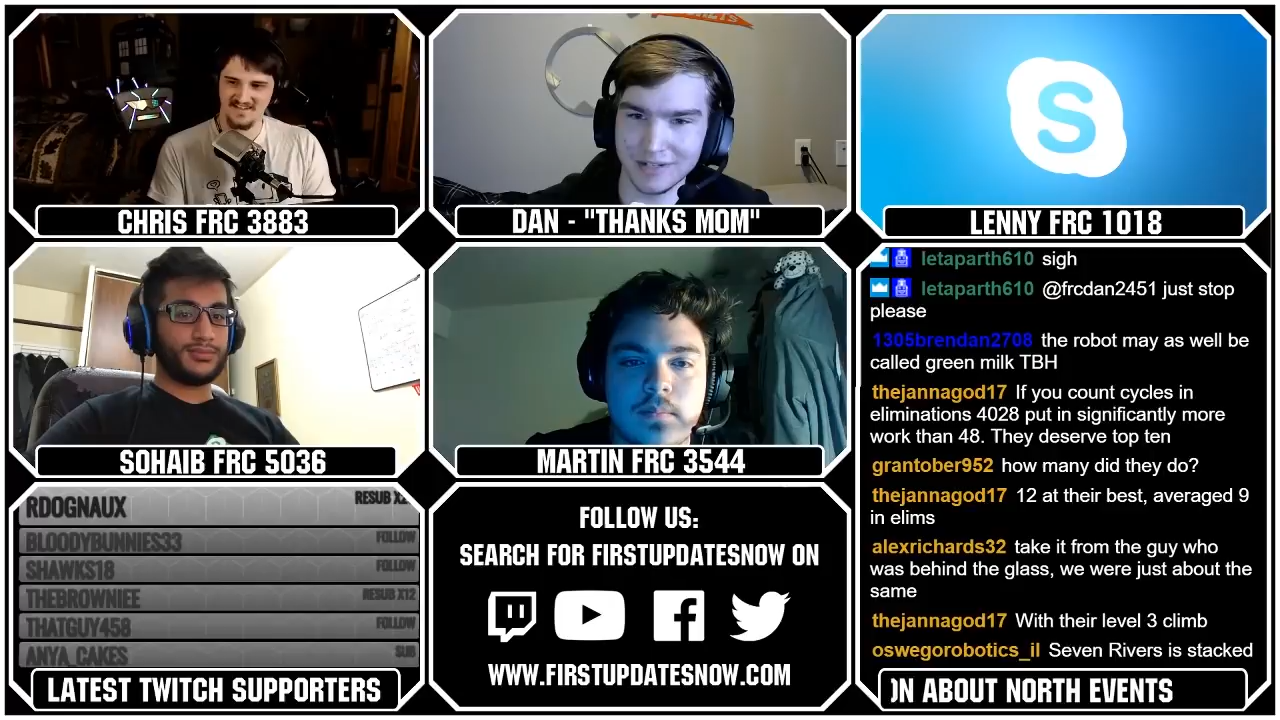 CHRIS FRC 3883
DAN - "THANKS MOM"
LENNY FRC 1018
SOHAIB FRC 5036
MARTIN FRC 3544
letaparth610 sigh
letaparth610 @frcdan2451 just stop
please
1305brendan2708 the robot may as well be
called green milk TBH
thejannagod17 If you count cycles in
eliminations 4028 put in significantly more
work than 48. They deserve top ten
grantober952 how many did they do?
thejannagod17 12 at their best, averaged 9
in elims
alexrichards32 take it from the guy who
was behind the glass, we were just about the
same
thejannagod17 With their level 3 climb
oswegorobotics_il Seven Rivers is stacked
RDOGNAUX RESUB
BLOODYBUNNIES33 FOLLOW
SHAWKS18 FOLLOW
THEBROWNIEE RESUB X12
THATGUY458 FOLLOW
ANYA_CAKES SUB
LATEST TWITCH SUPPORTERS
FOLLOW US:
SEARCH FOR FIRSTUPDATESNOW ON
WWW.FIRSTUPDATESNOW.COM
ON ABOUT NORTH EVENTS